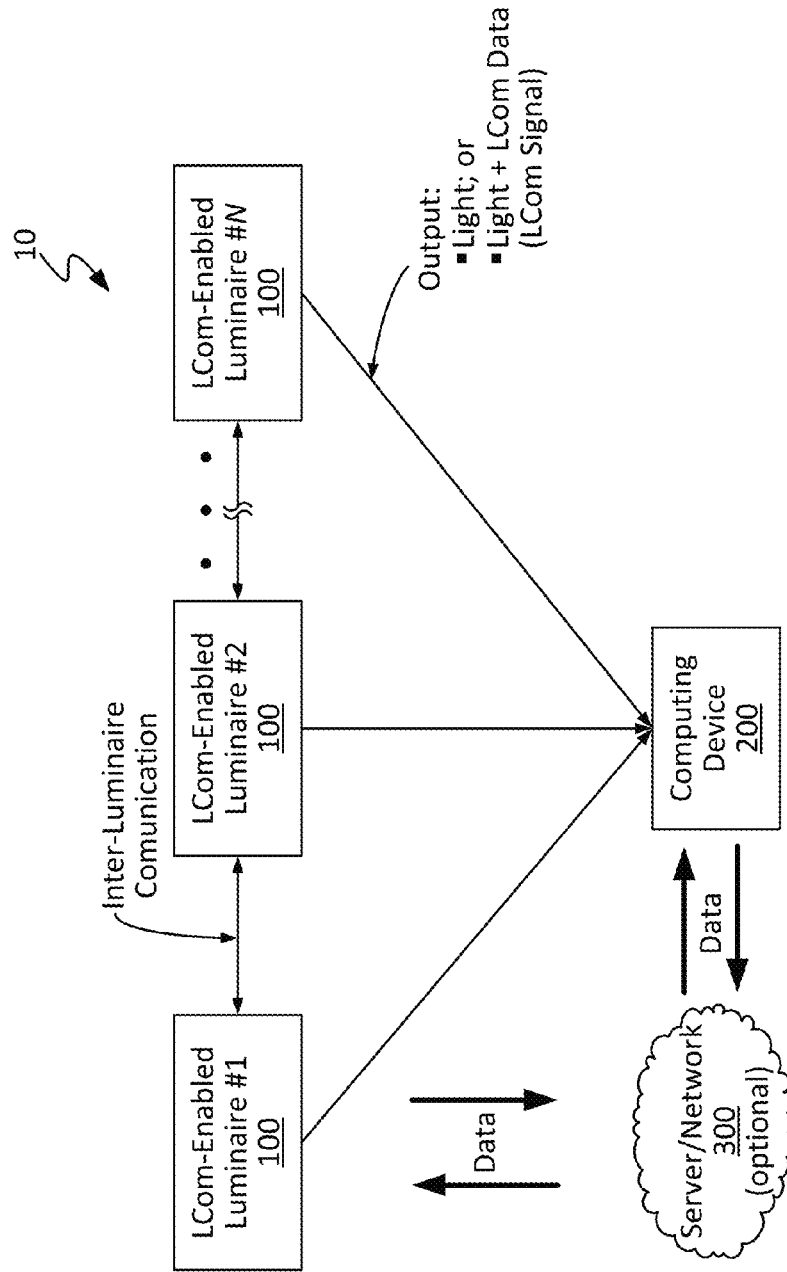 10
Inter-Luminaire
Comunication
LCom-Enabled
Luminaire #1
100
LCom-Enabled
Luminaire #2
100
LCom-Enabled
Luminaire #N
100
Output:
▪Light; or
▪Light + LCom Data
(LCom Signal)
Data
Server/Network
300
(optional)
Data
Computing
Device
200